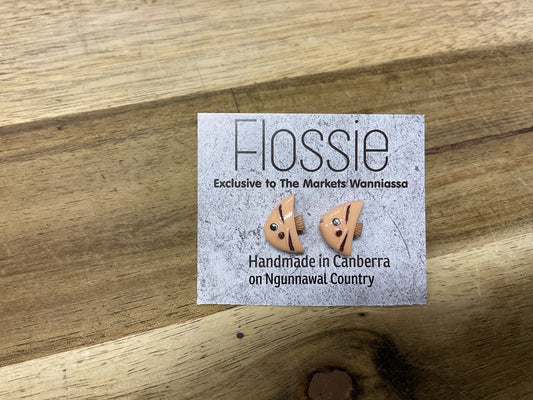 Flossie
Exclusive to The Markets Wanniassa
Handmade in Canberra
on Ngunnawal Country